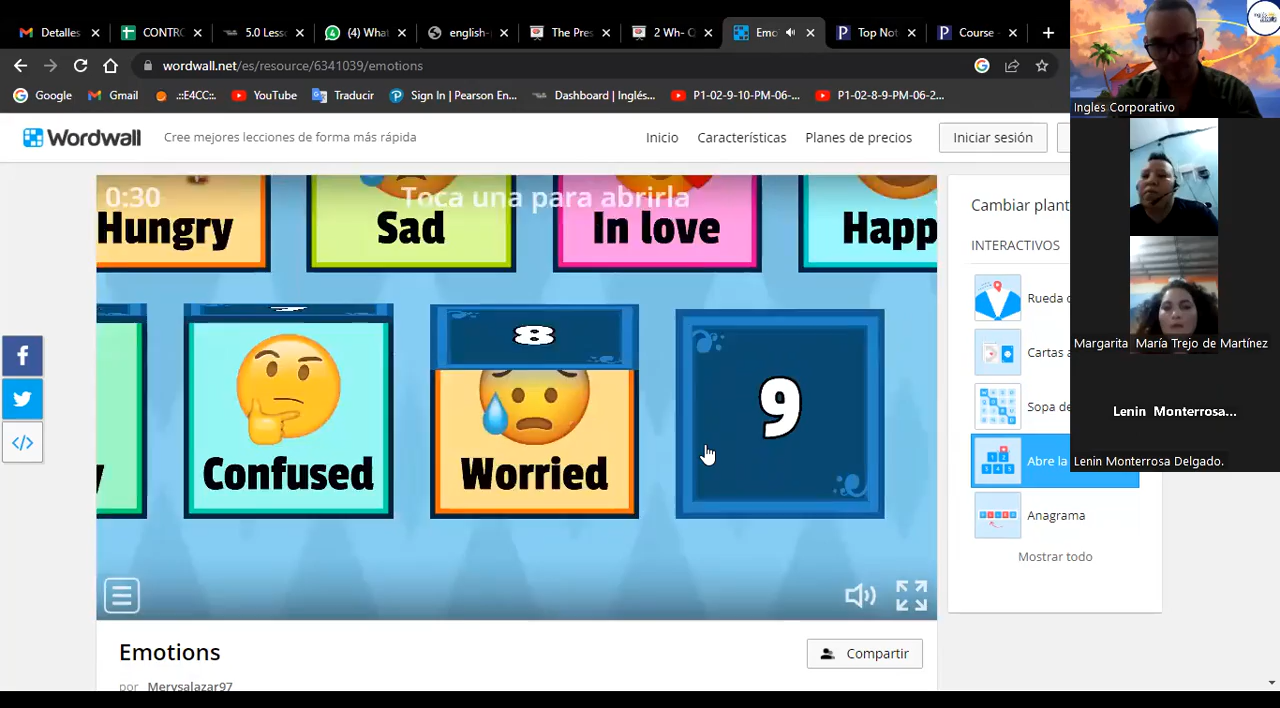 Detalles
CONTRO
5.0 Less
(4) What
english-
The Pres
2 Wh- Q
Emo
Top Not
Course -
wordwall.net/es/resource/6341039/emotions
Google
Gmail
.::E4CC::.
YouTube
Traducir
Sign In | Pearson En...
Dashboard | Inglés...
P1-02-9-10-PM-06-...
P1-02-8-9-PM-06-2...
Ingles Corporativo
Wordwall
Cree mejores lecciones de forma más rápida
Inicio
Características
Planes de precios
Iniciar sesión
0:30
Toca una para abrirla
Hungry
Sad
In love
Happ
y
Confused
8
Worried
9
Cambiar plant
INTERACTIVOS
Rueda d
Cartas a
Sopa de
Abre la
Anagrama
Mostrar todo
Margarita María Trejo de Martínez
Lenin Monterrosa...
Lenin Monterrosa Delgado.
Emotions
Compartir
por Merysalazar97